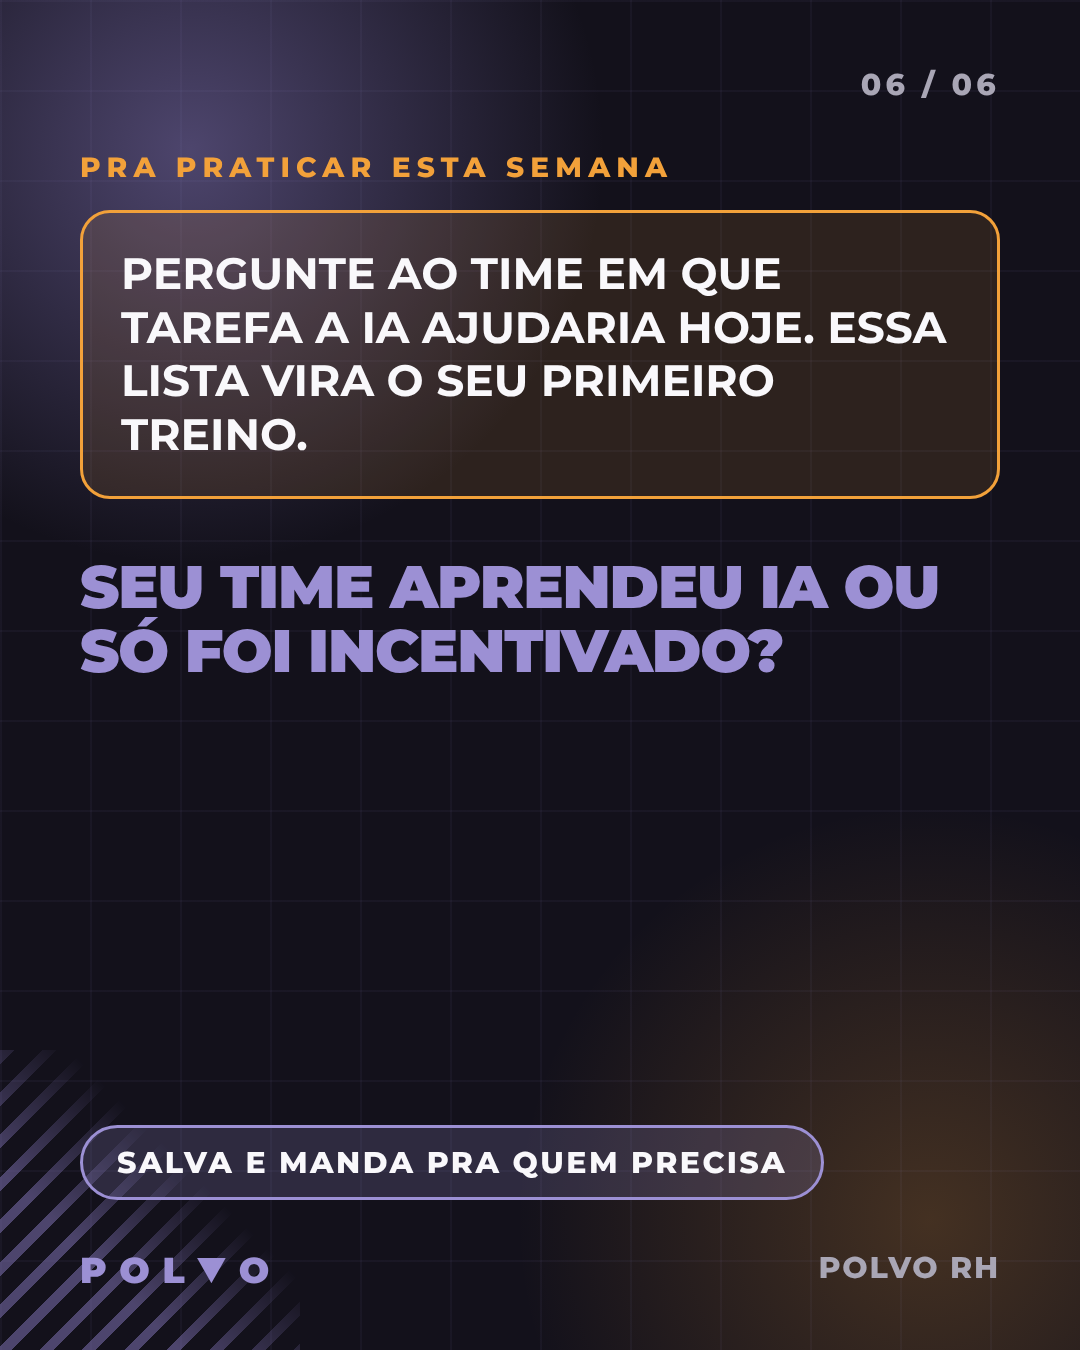 06 / 06
PRA PRATICAR ESTA SEMANA
PERGUNTE AO TIME EM QUE
TAREFA A IA AJUDARIA HOJE. ESSA
LISTA VIRA O SEU PRIMEIRO
TREINO.
SEU TIME APRENDEU IA OU
SÓ FOI INCENTIVADO?
SALVA E MANDA PRA QUEM PRECISA
POL▼O
POLVO RH